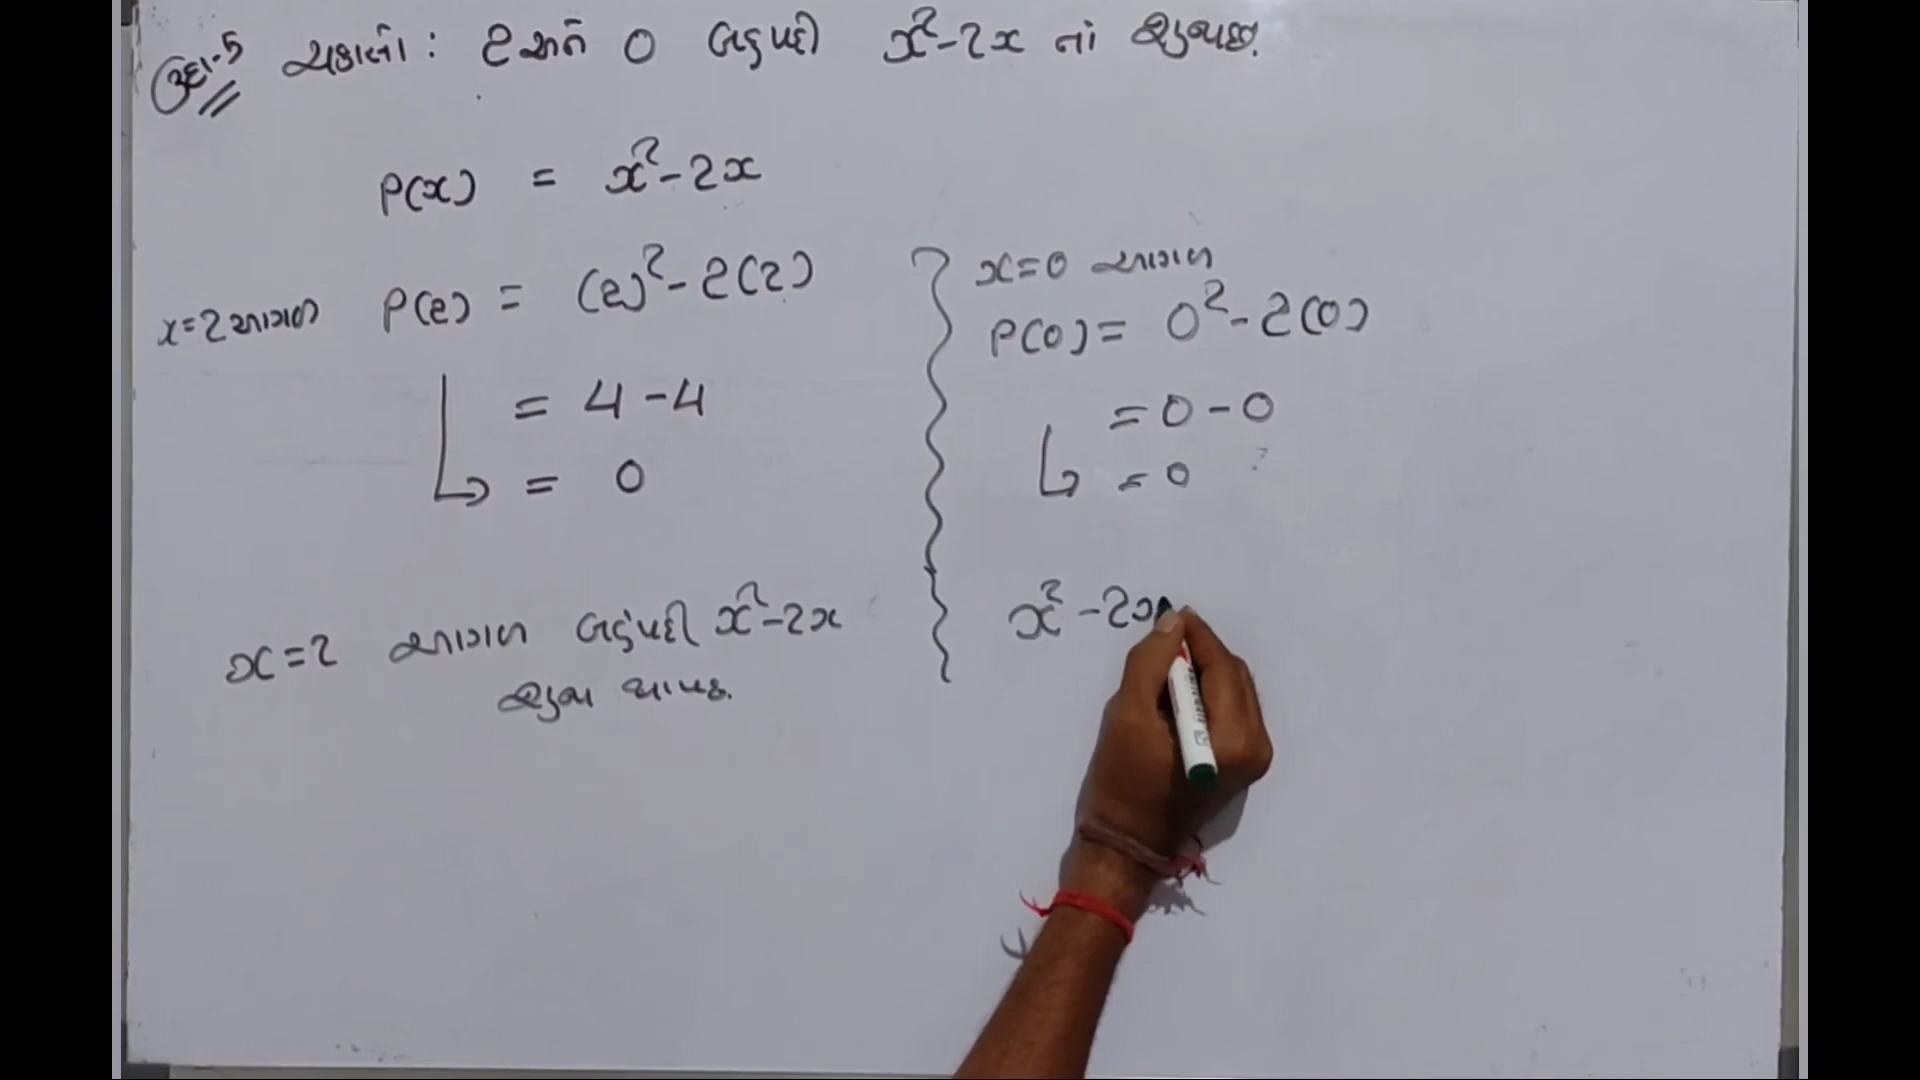 ઉદા-5 ચકાસો : 2 અને 0 બહુપદી x²-2x નાં શૂન્યો છે.
P(x) = x²-2x
x=2 આગળ P(2) = (2)²-2(2)
= 4-4
= 0
x=2 આગળ બહુપદી x²-2x
શૂન્ય થાય છે.
x=0 આગળ
P(0) = 0²-2(0)
= 0-0
= 0
x²-2x